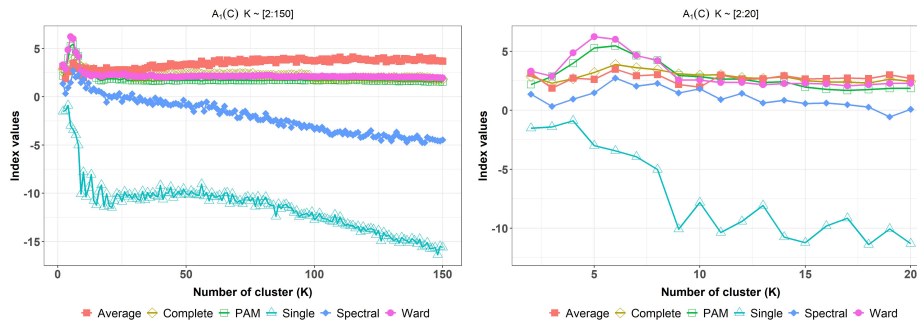 A1(C) K ~ [2:150]
Index values
5
0
-5
-10
-15
0
50
100
150
Number of cluster (K)
Average Complete PAM Single Spectral Ward
A1(C) K ~ [2:20]
Index values
5
0
-5
-10
5
10
15
20
Number of cluster (K)
Average Complete PAM Single Spectral Ward